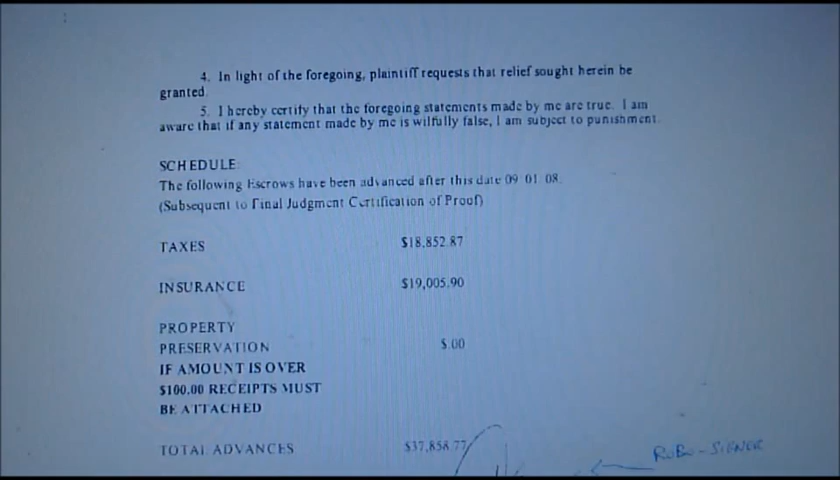 4. In light of the foregoing, plaintiff requests that relief sought herein be
granted.
5. I hereby certify that the foregoing statements made by me are true. I am
aware that if any statement made by me is wilfully false, I am subject to punishment.
SCHEDULE:
The following Escrows have been advanced after this date 09/01/08.
(Subsequent to Final Judgment Certification of Proof)
TAXES $18,852.87
INSURANCE $19,005.90
PROPERTY
PRESERVATION $.00
IF AMOUNT IS OVER
$100.00 RECEIPTS MUST
BE ATTACHED
TOTAL ADVANCES $37,858.77
ROBO-SIGNER